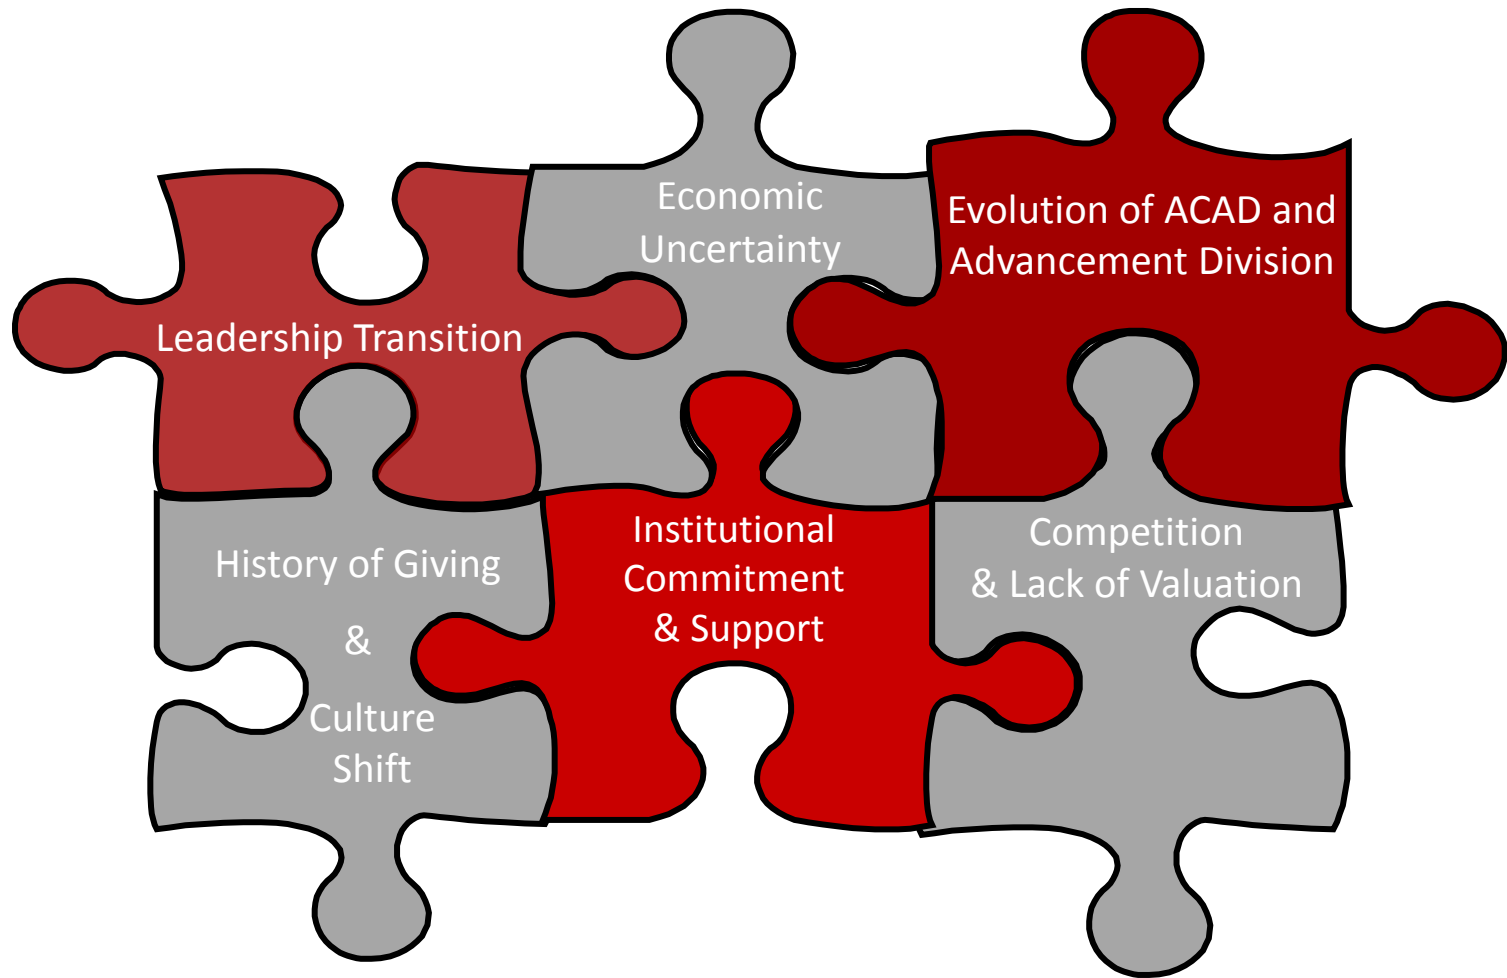 Leadership Transition
Economic
Uncertainty
Evolution of ACAD and
Advancement Division
History of Giving
&
Culture
Shift
Institutional
Commitment
& Support
Competition
& Lack of Valuation